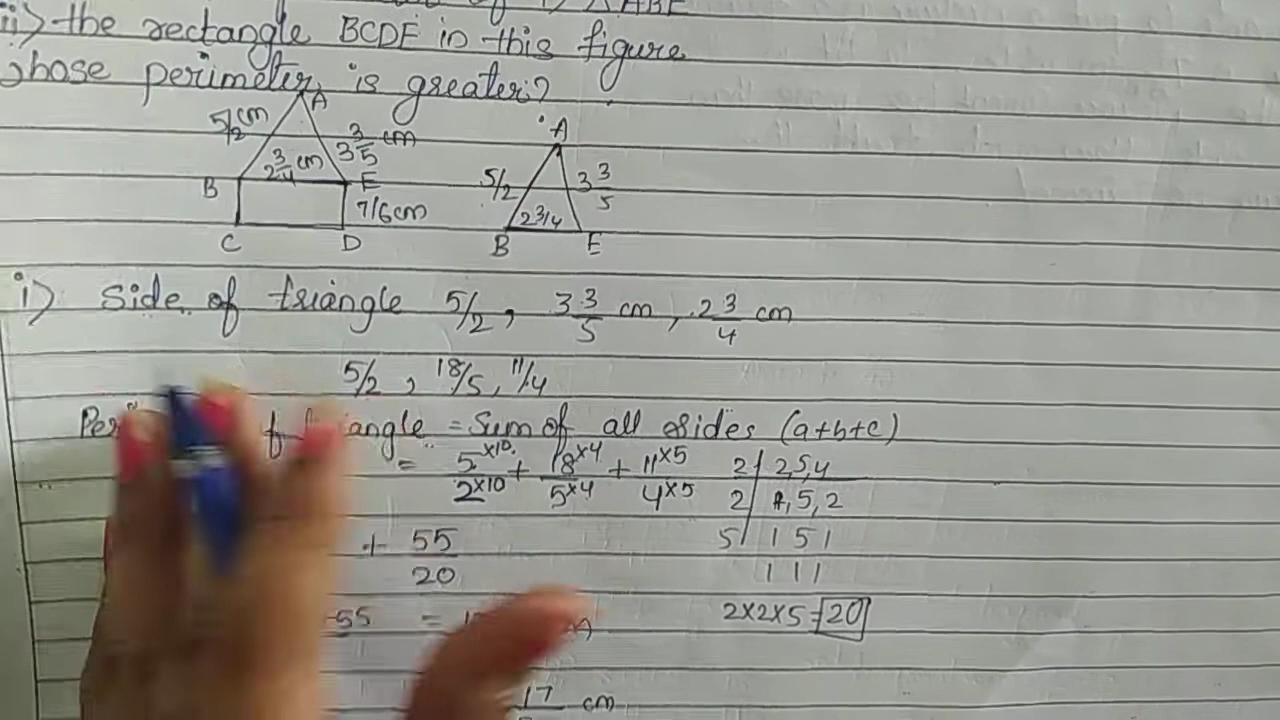 of i) △ABE
ii) the rectangle BCDE in this figure
whose perimeter is greater?
5/2 cm A 3 3/5 cm
2 3/4 cm
B E
7/6 cm
C D
A
5/2 3 3/5
2 3/4
B E
i) Side of triangle 5/2, 3 3/5 cm, 2 3/4 cm
5/2, 18/5, 11/4
of triangle = Sum of all sides (a+b+c)
= 5×10/2×10 + 18×4/5×4 + 11×5/4×5
2 | 2,5,4
2 | 1,5,2
5 | 1 5 1
1 1 1
2×2×5=20
+ 55/20
55 =
17 cm